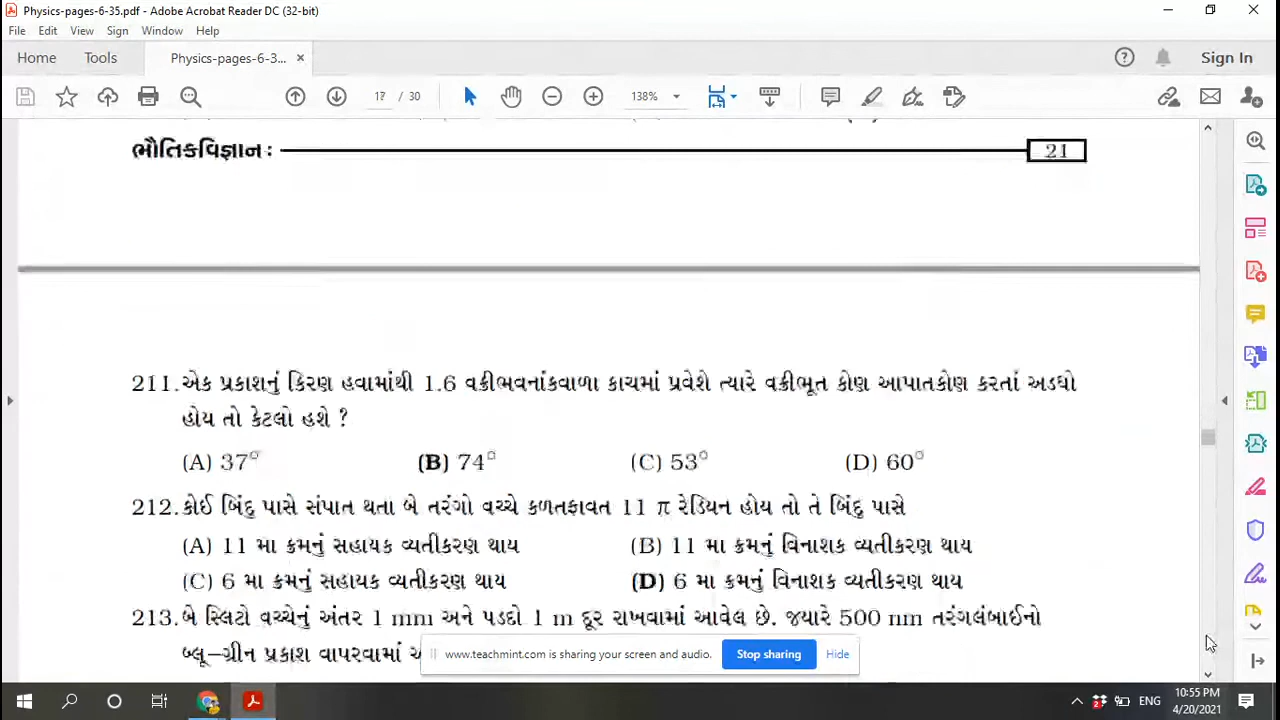 Physics-pages-6-35.pdf - Adobe Acrobat Reader DC (32-bit)
File Edit View Sign Window Help
Home Tools Physics-pages-6-3... × Sign In
17 / 30 138%
ભૌતિકવિજ્ઞાન : 21
211. એક પ્રકાશનું કિરણ હવામાંથી 1.6 વક્રીભવનાંકવાળા કાચમાં પ્રવેશે ત્યારે વક્રીભૂત કોણ આપાતકોણ કરતાં અડધો
હોય તો કેટલો હશે ?
(A) 37° (B) 74° (C) 53° (D) 60°
212. કોઈ બિંદુ પાસે સંપાત થતા બે તરંગો વચ્ચે કળતફાવત 11 π રેડિયન હોય તો તે બિંદુ પાસે
(A) 11 મા ક્રમનું સહાયક વ્યતીકરણ થાય (B) 11 મા ક્રમનું વિનાશક વ્યતીકરણ થાય
(C) 6 મા ક્રમનું સહાયક વ્યતીકરણ થાય (D) 6 મા ક્રમનું વિનાશક વ્યતીકરણ થાય
213. બે સ્લિટો વચ્ચેનું અંતર 1 mm અને પડદો 1 m દૂર રાખવામાં આવેલ છે. જ્યારે 500 nm તરંગલંબાઈનો
બ્લૂ–ગ્રીન પ્રકાશ વાપરવામાં
www.teachmint.com is sharing your screen and audio. Stop sharing Hide
ENG 10:55 PM
4/20/2021